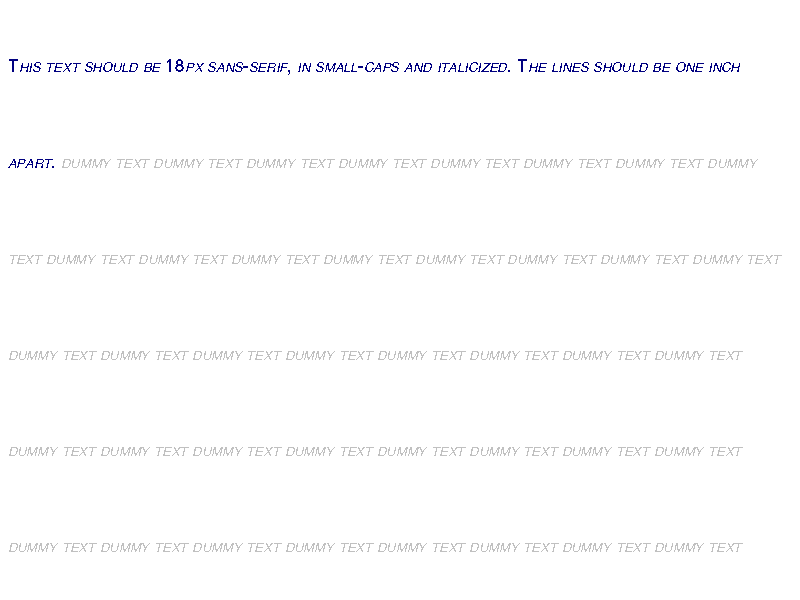 This text should be 18px sans-serif, in small-caps and italicized. The lines should be one inch
apart. dummy text dummy text dummy text dummy text dummy text dummy text dummy text dummy
text dummy text dummy text dummy text dummy text dummy text dummy text dummy text dummy text
dummy text dummy text dummy text dummy text dummy text dummy text dummy text dummy text
dummy text dummy text dummy text dummy text dummy text dummy text dummy text dummy text
dummy text dummy text dummy text dummy text dummy text dummy text dummy text dummy text